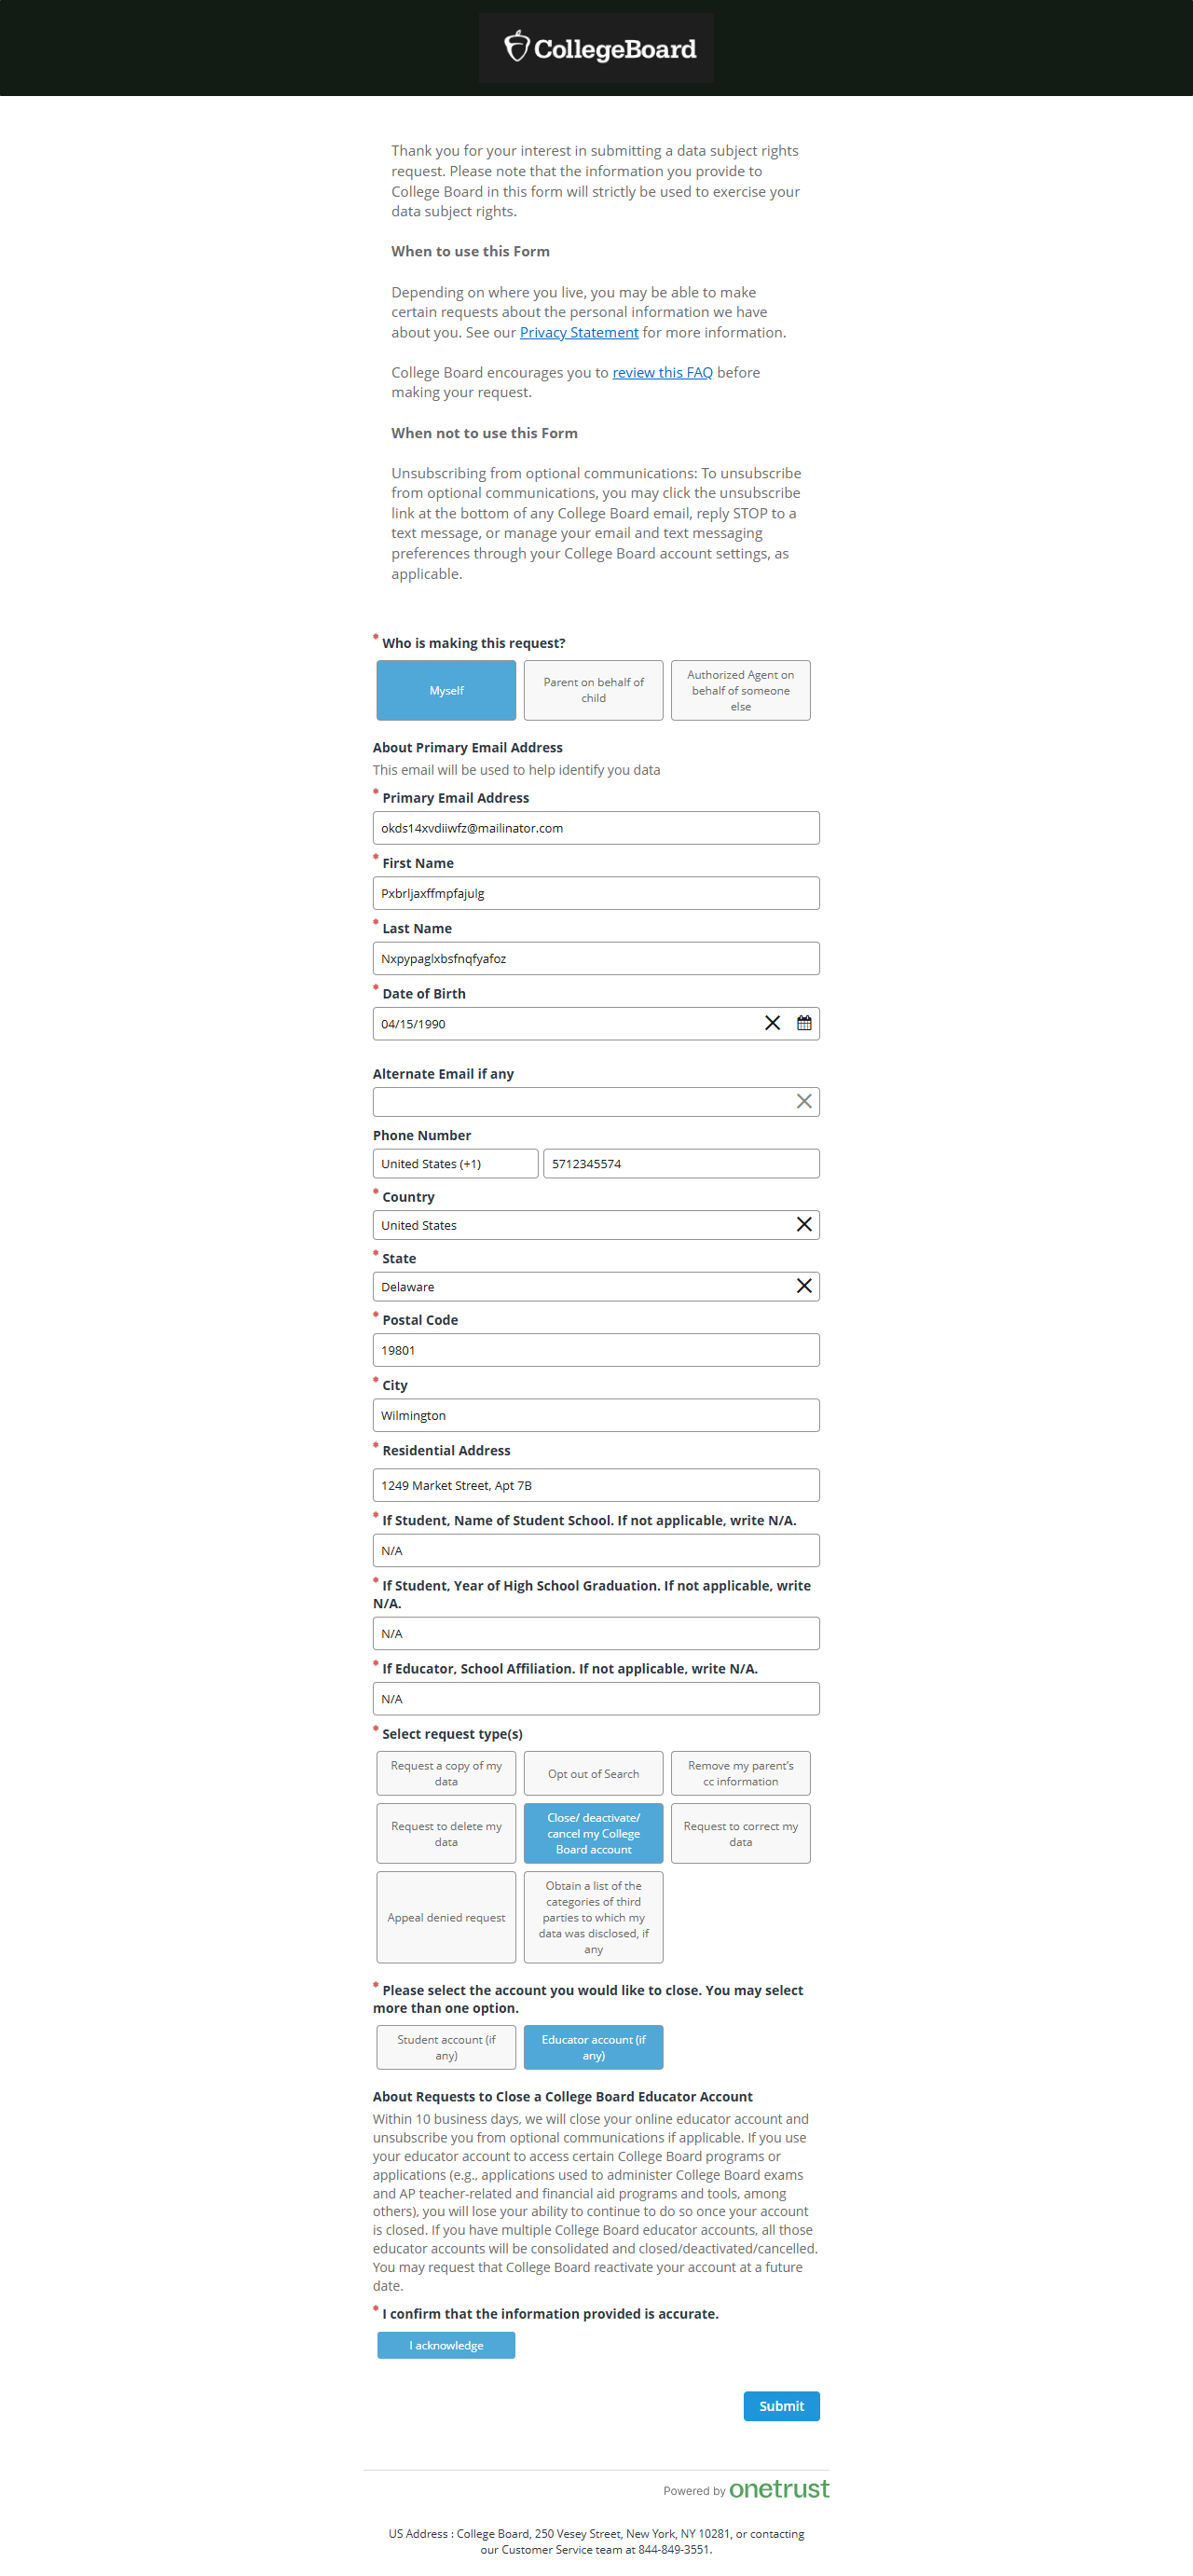 CollegeBoard
Thank you for your interest in submitting a data subject rights
request. Please note that the information you provide to
College Board in this form will strictly be used to exercise your
data subject rights.
When to use this Form
Depending on where you live, you may be able to make
certain requests about the personal information we have
about you. See our Privacy Statement for more information.
College Board encourages you to review this FAQ before
making your request.
When not to use this Form
Unsubscribing from optional communications: To unsubscribe
from optional communications, you may click the unsubscribe
link at the bottom of any College Board email, reply STOP to a
text message, or manage your email and text messaging
preferences through your College Board account settings, as
applicable.
* Who is making this request?
Myself
Parent on behalf of
child
Authorized Agent on
behalf of someone
else
About Primary Email Address
This email will be used to help identify you data
* Primary Email Address
okds14xvdiiwfz@mailinator.com
* First Name
Pxbrljaxffmpfajulg
* Last Name
Nxpypaglxbsfnqfyafoz
* Date of Birth
04/15/1990
Alternate Email if any
Phone Number
United States (+1)
5712345574
* Country
United States
* State
Delaware
* Postal Code
19801
* City
Wilmington
* Residential Address
1249 Market Street, Apt 7B
* If Student, Name of Student School. If not applicable, write N/A.
N/A
* If Student, Year of High School Graduation. If not applicable, write
N/A.
N/A
* If Educator, School Affiliation. If not applicable, write N/A.
N/A
* Select request type(s)
Request a copy of my
data
Opt out of Search
Remove my parent's
cc information
Request to delete my
data
Close/ deactivate/
cancel my College
Board account
Request to correct my
data
Appeal denied request
Obtain a list of the
categories of third
parties to which my
data was disclosed, if
any
* Please select the account you would like to close. You may select
more than one option.
Student account (if
any)
Educator account (if
any)
About Requests to Close a College Board Educator Account
Within 10 business days, we will close your online educator account and
unsubscribe you from optional communications if applicable. If you use
your educator account to access certain College Board programs or
applications (e.g., applications used to administer College Board exams
and AP teacher-related and financial aid programs and tools, among
others), you will lose your ability to continue to do so once your account
is closed. If you have multiple College Board educator accounts, all those
educator accounts will be consolidated and closed/deactivated/cancelled.
You may request that College Board reactivate your account at a future
date.
* I confirm that the information provided is accurate.
I acknowledge
Submit
Powered by onetrust
US Address : College Board, 250 Vesey Street, New York, NY 10281, or contacting
our Customer Service team at 844-849-3551.